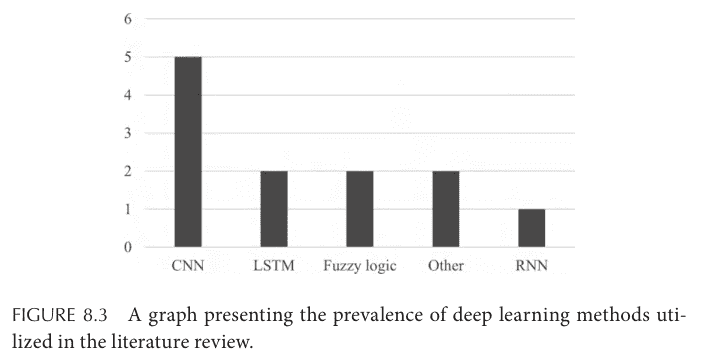 6
5
4
3
2
1
0
CNN LSTM Fuzzy logic Other RNN
FIGURE 8.3 A graph presenting the prevalence of deep learning methods uti-
lized in the literature review.